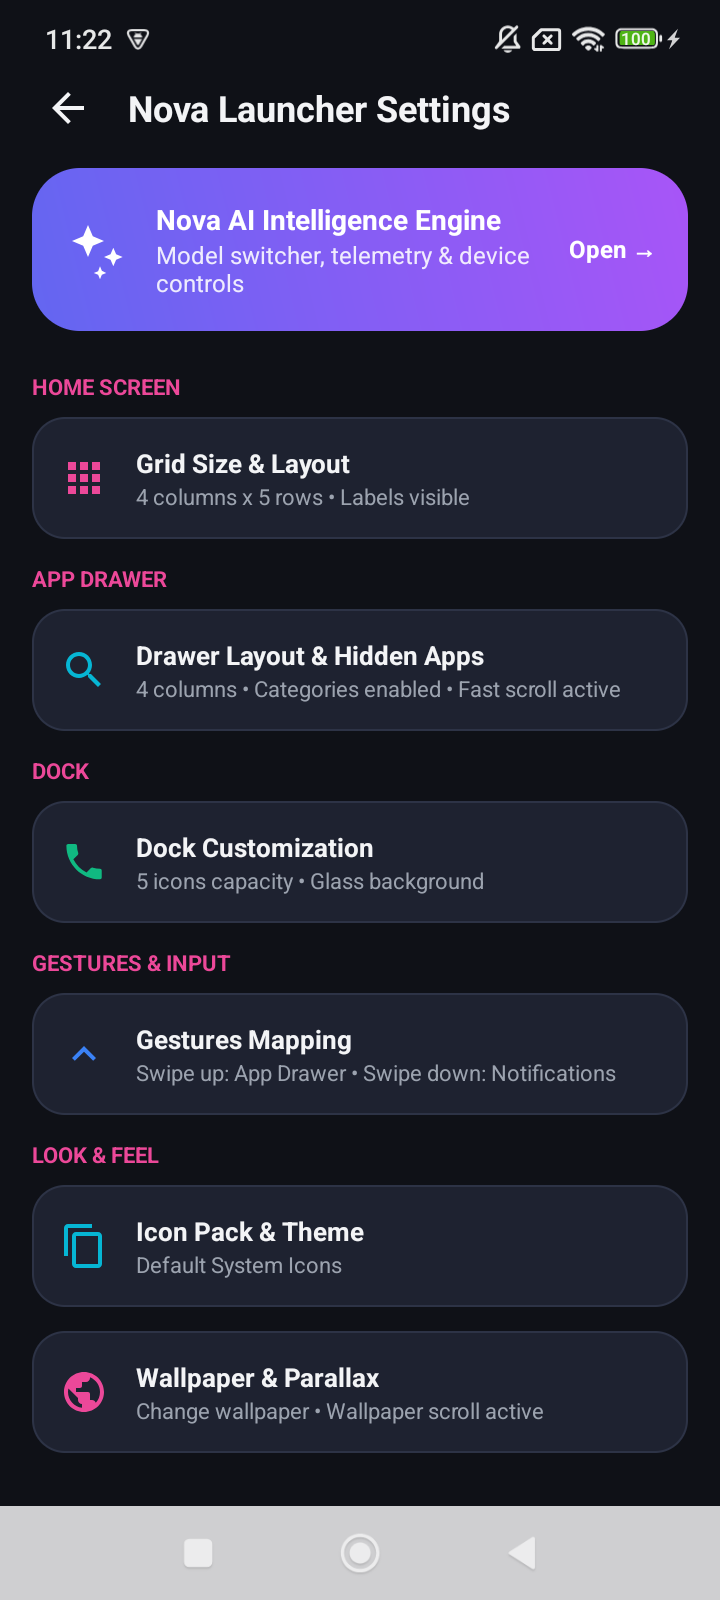 11:22
100
Nova Launcher Settings
Nova AI Intelligence Engine
Model switcher, telemetry & device
controls
Open →
HOME SCREEN
Grid Size & Layout
4 columns x 5 rows • Labels visible
APP DRAWER
Drawer Layout & Hidden Apps
4 columns • Categories enabled • Fast scroll active
DOCK
Dock Customization
5 icons capacity • Glass background
GESTURES & INPUT
Gestures Mapping
Swipe up: App Drawer • Swipe down: Notifications
LOOK & FEEL
Icon Pack & Theme
Default System Icons
Wallpaper & Parallax
Change wallpaper • Wallpaper scroll active